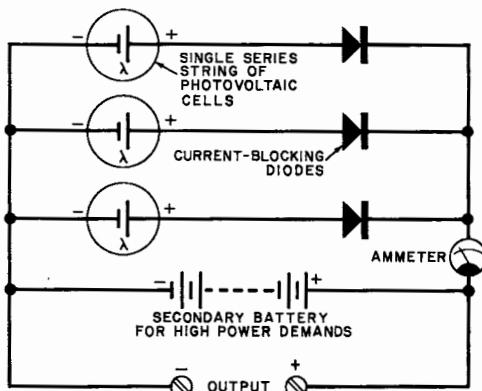 − +
λ
SINGLE SERIES
STRING OF
PHOTOVOLTAIC
CELLS
− +
λ
CURRENT-BLOCKING
DIODES
− +
λ
AMMETER
− +
SECONDARY BATTERY
FOR HIGH POWER DEMANDS
− +
OUTPUT